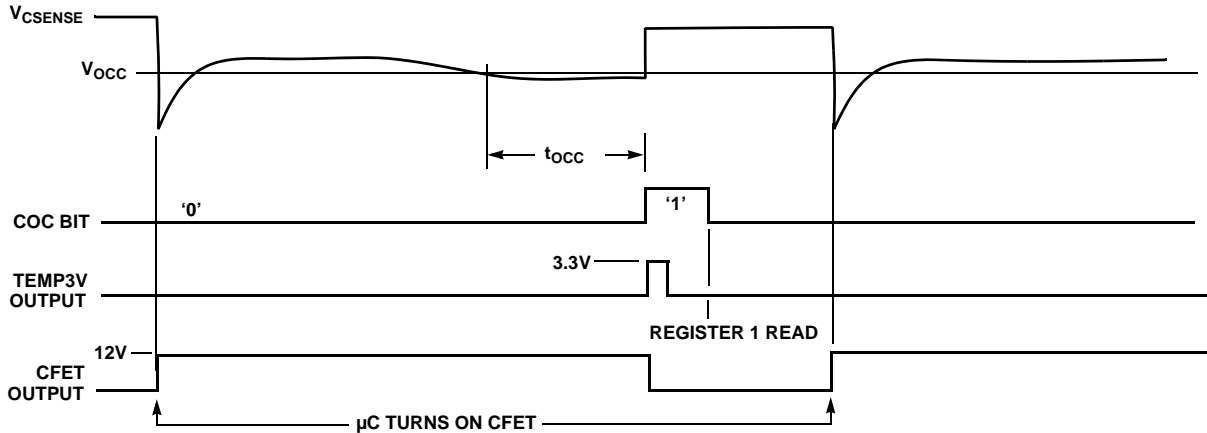 VCSENSE
VOCC
tOCC
COC BIT
‘0’
‘1’
TEMP3V
OUTPUT
3.3V
REGISTER 1 READ
12V
CFET
OUTPUT
µC TURNS ON CFET